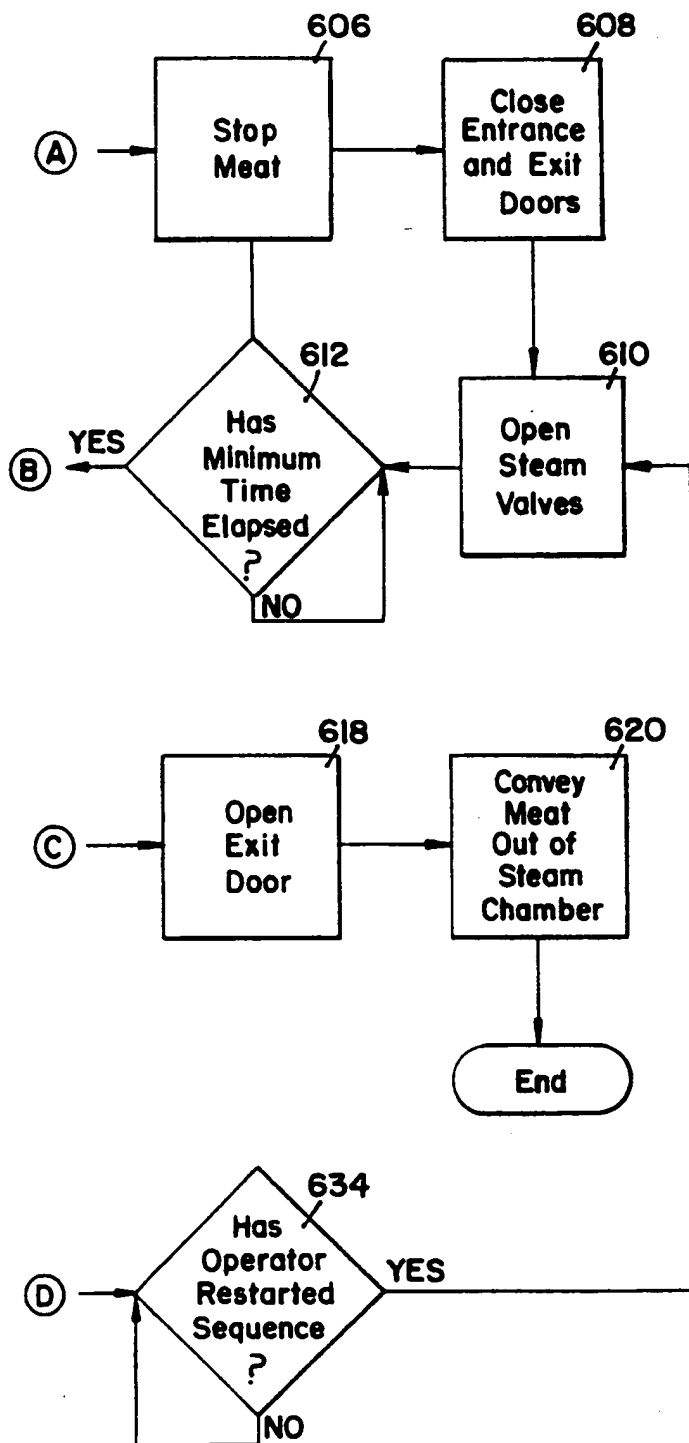 606
608
A
Stop
Meat
Close
Entrance
and Exit
Doors
612
610
B
YES
Has
Minimum
Time
Elapsed
?
NO
Open
Steam
Valves
618
620
C
Open
Exit
Door
Convey
Meat
Out of
Steam
Chamber
End
634
D
Has
Operator
Restarted
Sequence
?
YES
NO